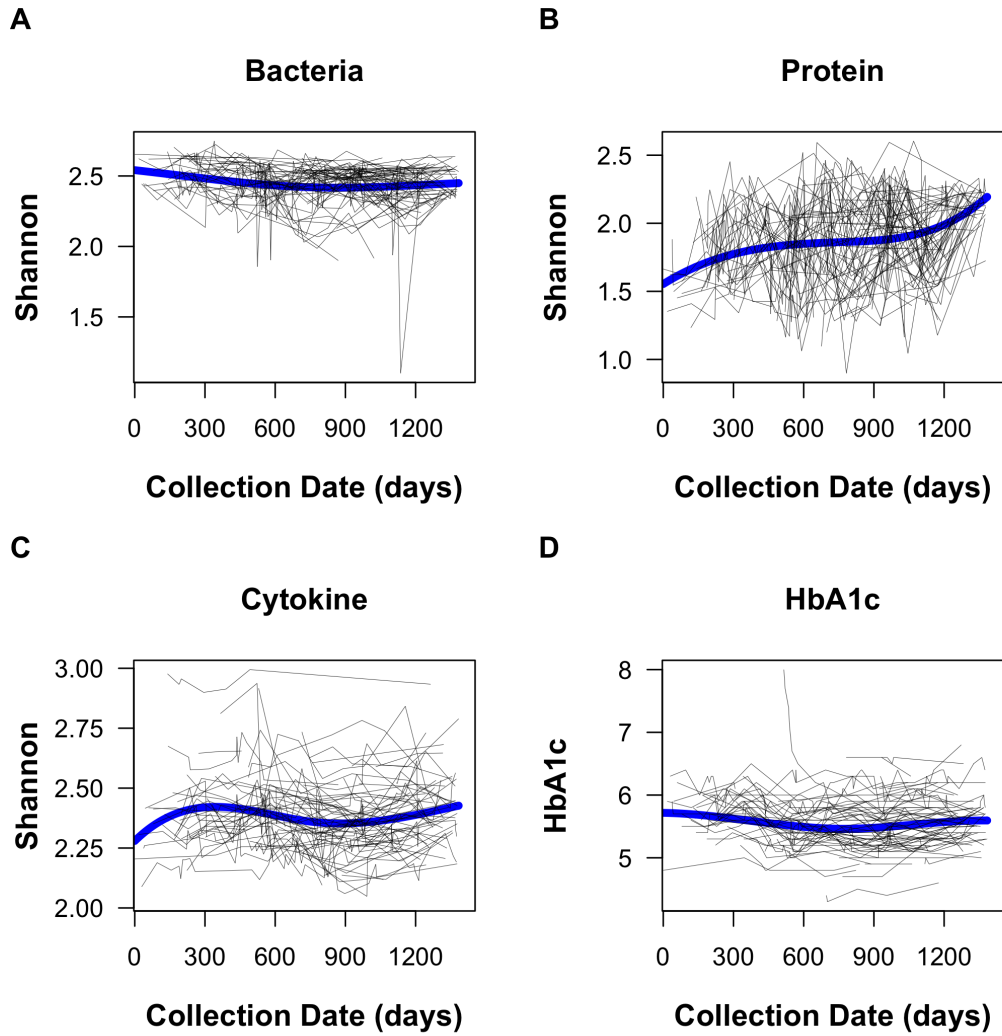 A
Bacteria
Shannon
2.5
2.0
1.5
0 300 600 900 1200
Collection Date (days)
B
Protein
Shannon
2.5
2.0
1.5
1.0
0 300 600 900 1200
Collection Date (days)
C
Cytokine
Shannon
3.00
2.75
2.50
2.25
2.00
0 300 600 900 1200
Collection Date (days)
D
HbA1c
HbA1c
8
7
6
5
0 300 600 900 1200
Collection Date (days)